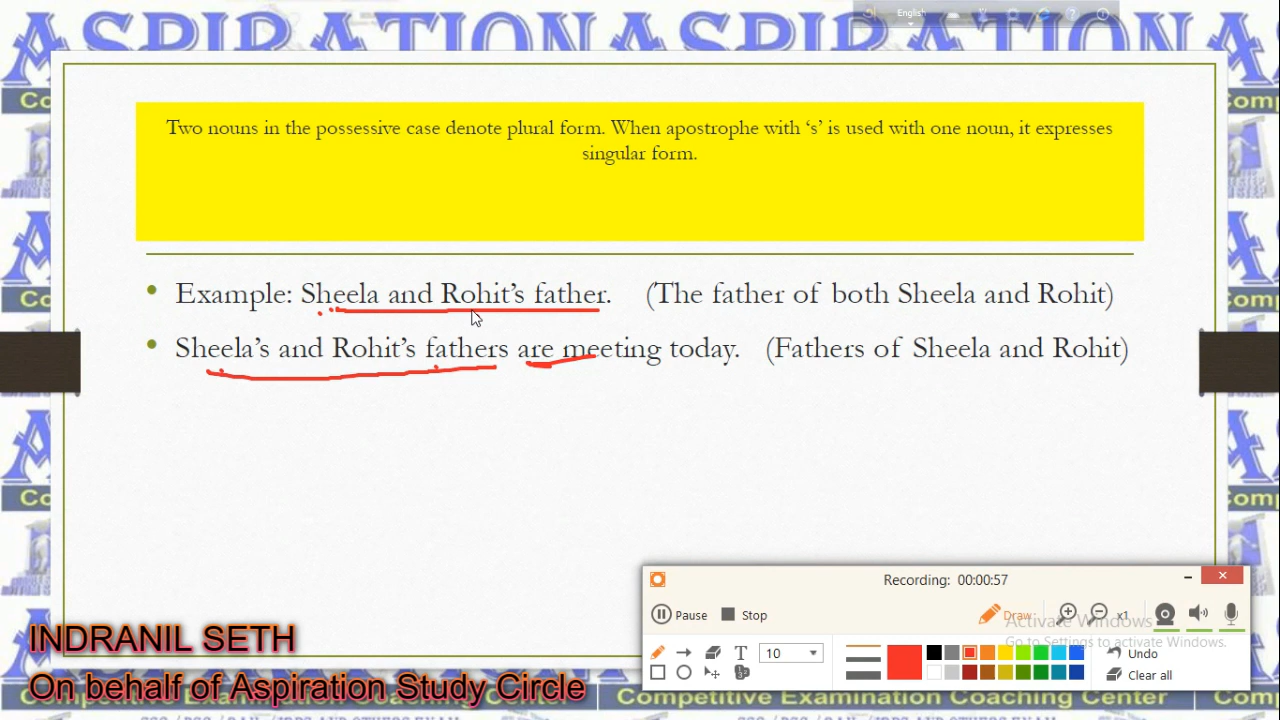 ASPIRATION ASPIRATION
English
Two nouns in the possessive case denote plural form. When apostrophe with ‘s’ is used with one noun, it expresses
singular form.
• Example: Sheela and Rohit’s father. (The father of both Sheela and Rohit)
• Sheela’s and Rohit’s fathers are meeting today. (Fathers of Sheela and Rohit)
Recording: 00:00:57
Pause Stop Draw x1
Activate Windows
Go to Settings to activate Windows.
T 10 Undo
Clear all
INDRANIL SETH
On behalf of Aspiration Study Circle
Competitive Examination Coaching Center